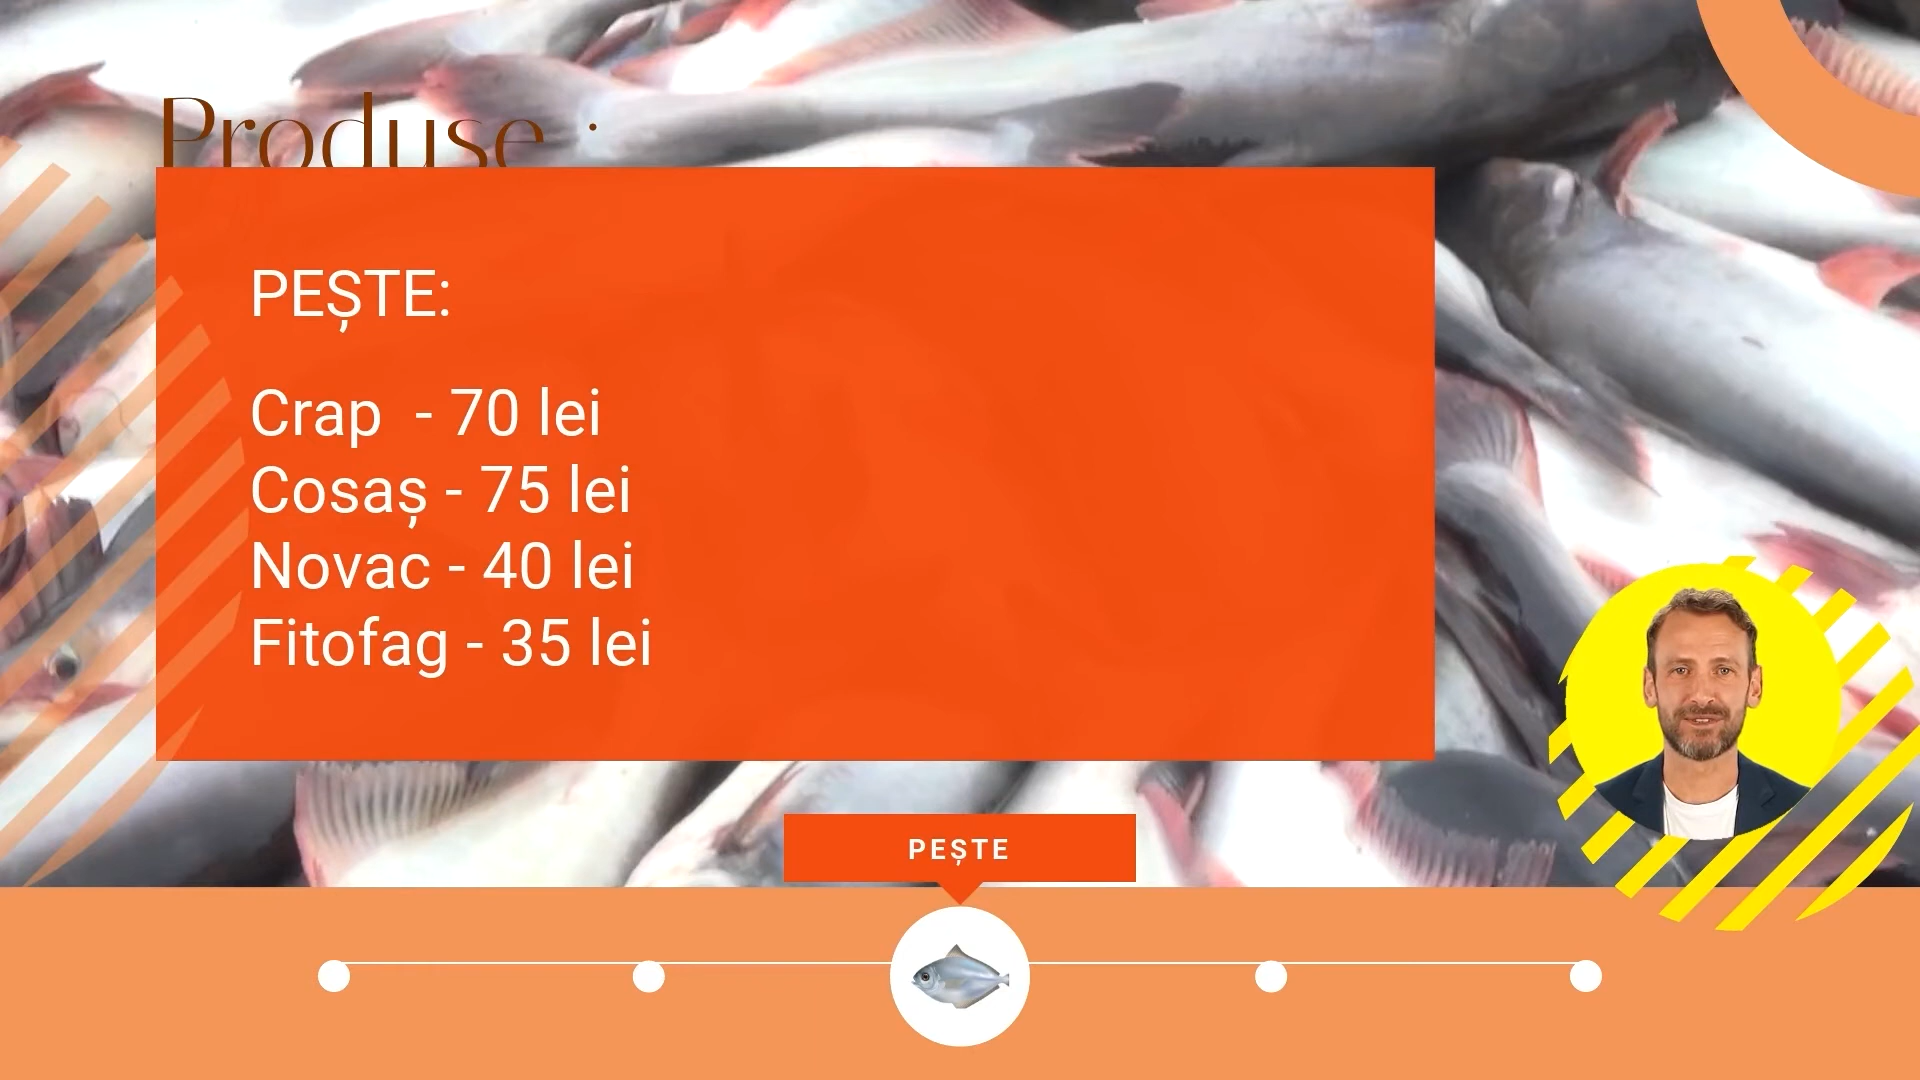 Produse :
PEȘTE:
Crap - 70 lei
Cosaș - 75 lei
Novac - 40 lei
Fitofag - 35 lei
PEȘTE